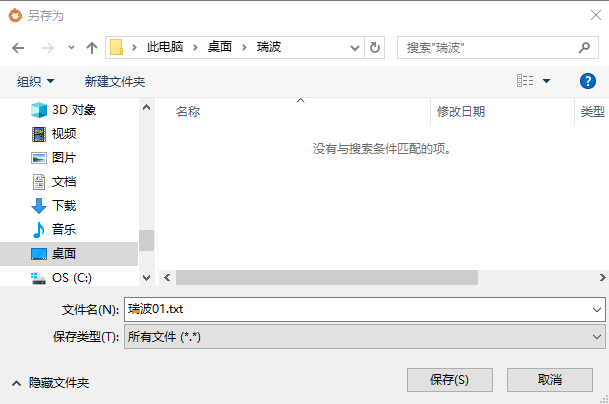 另存为
此电脑 > 桌面 > 瑞波
搜索"瑞波"
组织 新建文件夹
名称 修改日期 类型
没有与搜索条件匹配的项。
3D 对象
视频
图片
文档
下载
音乐
桌面
OS (C:)
文件名(N): 瑞波01.txt
保存类型(T): 所有文件 (*.*)
隐藏文件夹 保存(S) 取消